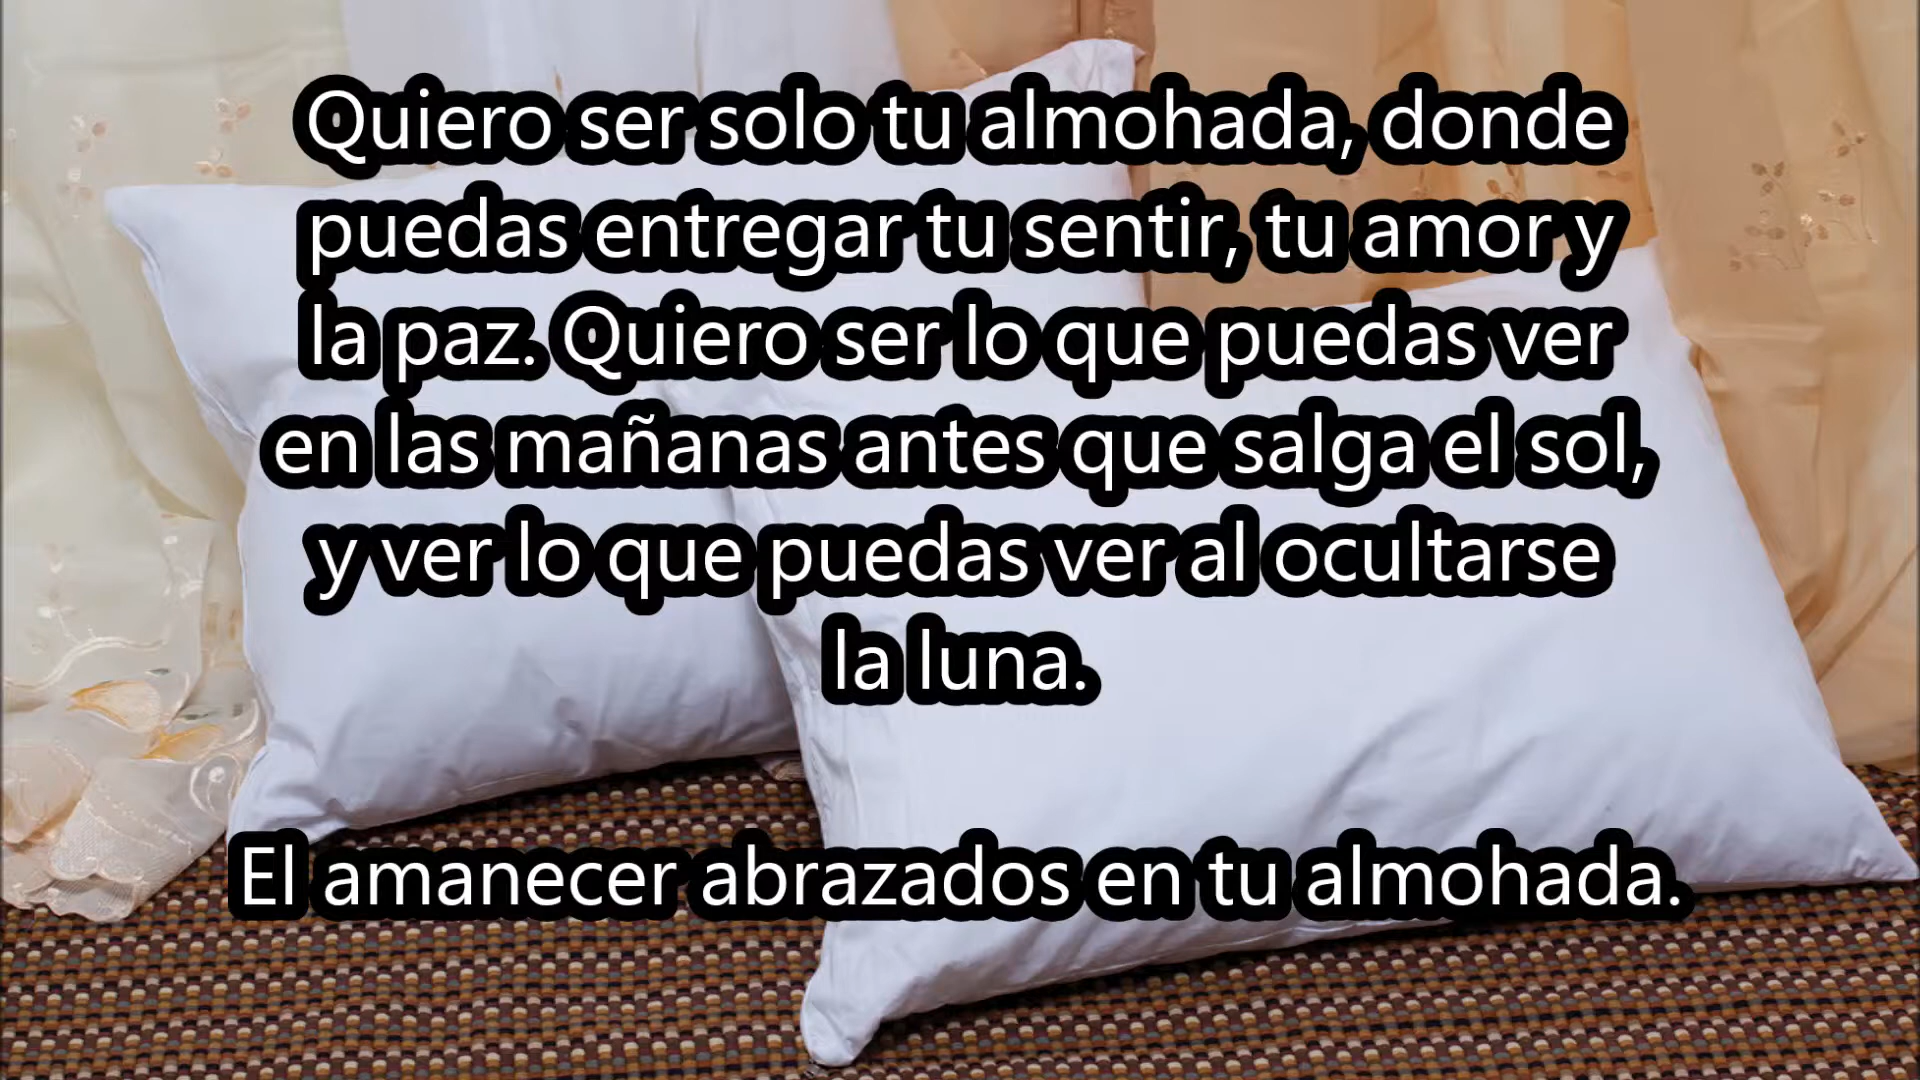 Quiero ser solo tu almohada, donde
puedas entregar tu sentir, tu amor y
la paz. Quiero ser lo que puedas ver
en las mañanas antes que salga el sol,
y ver lo que puedas ver al ocultarse
la luna.
El amanecer abrazados en tu almohada.